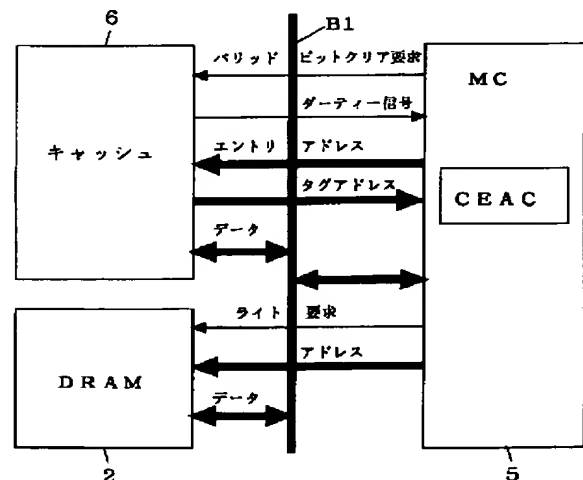 6
B1
バリッド ビットクリア要求
MC
ダーティー信号
キャッシュ
エントリ アドレス
タグアドレス
CEAC
データ
ライト 要求
アドレス
DRAM
データ
2
5